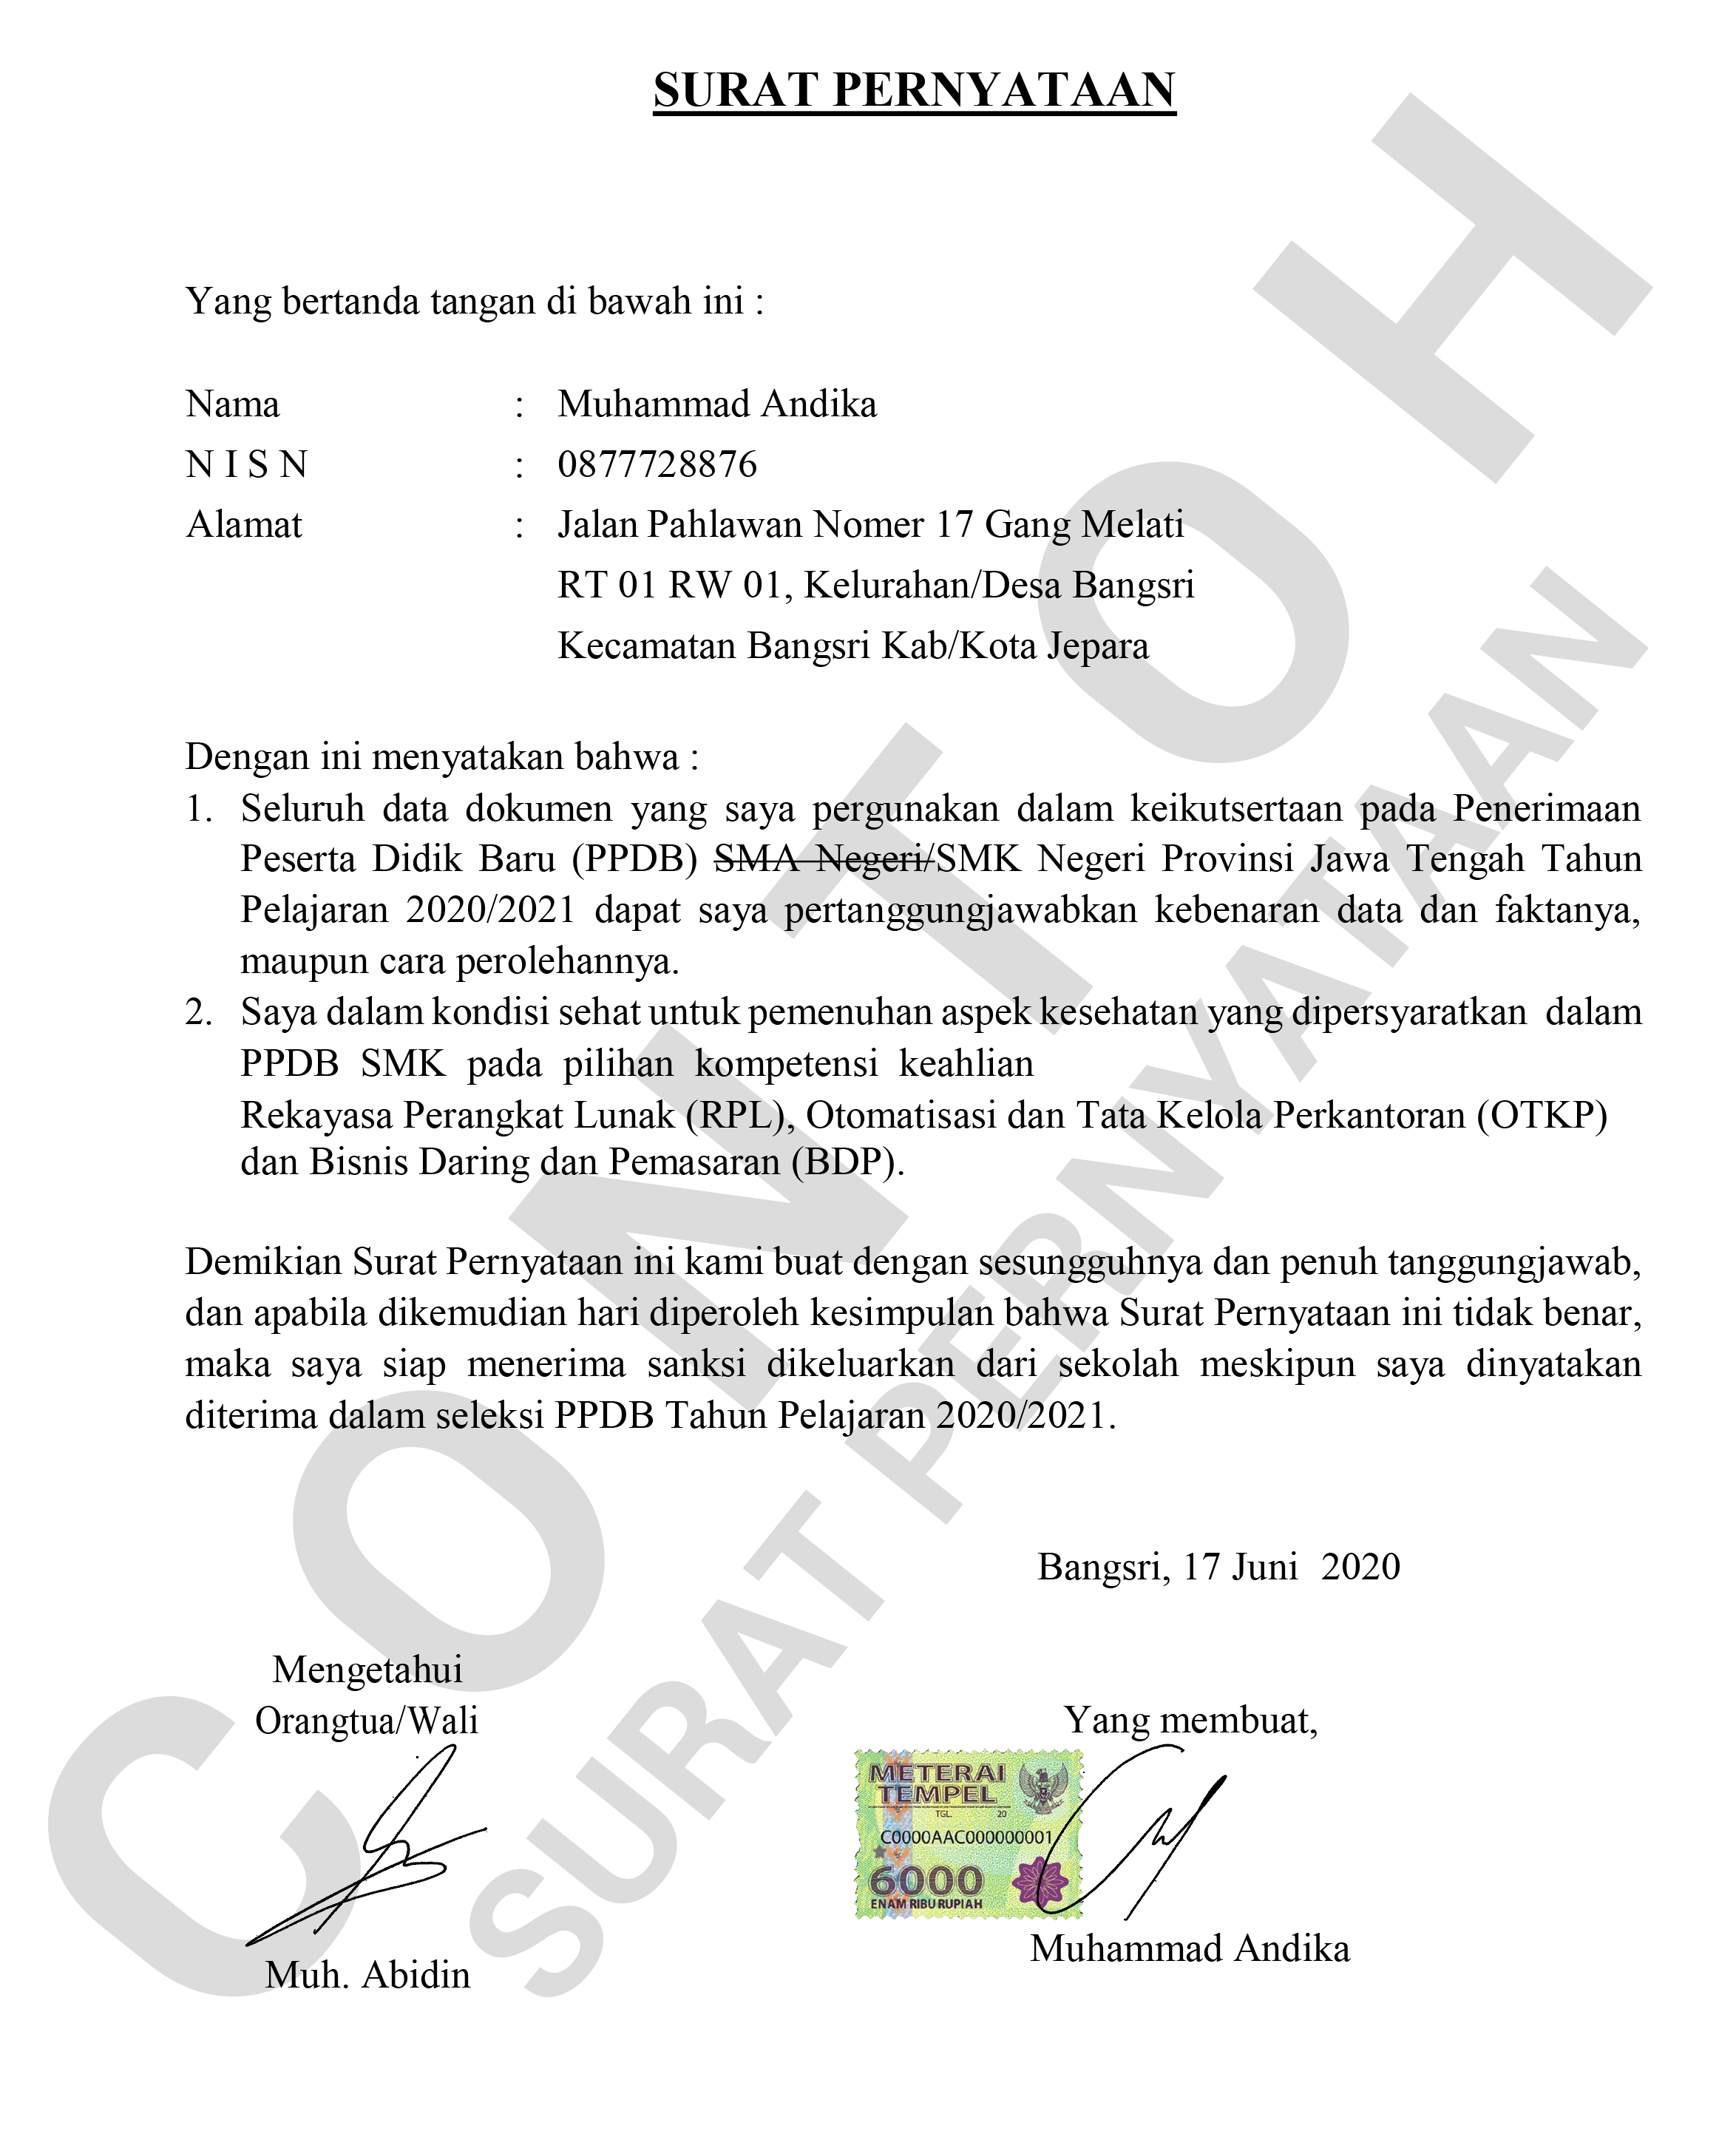 SURAT PERNYATAAN
Yang bertanda tangan di bawah ini :
Nama : Muhammad Andika
N I S N : 0877728876
Alamat : Jalan Pahlawan Nomer 17 Gang Melati
RT 01 RW 01, Kelurahan/Desa Bangsri
Kecamatan Bangsri Kab/Kota Jepara
Dengan ini menyatakan bahwa :
1. Seluruh data dokumen yang saya pergunakan dalam keikutsertaan pada Penerimaan
Peserta Didik Baru (PPDB) SMA Negeri/SMK Negeri Provinsi Jawa Tengah Tahun
Pelajaran 2020/2021 dapat saya pertanggungjawabkan kebenaran data dan faktanya,
maupun cara perolehannya.
2. Saya dalam kondisi sehat untuk pemenuhan aspek kesehatan yang dipersyaratkan dalam
PPDB SMK pada pilihan kompetensi keahlian
Rekayasa Perangkat Lunak (RPL), Otomatisasi dan Tata Kelola Perkantoran (OTKP)
dan Bisnis Daring dan Pemasaran (BDP).
Demikian Surat Pernyataan ini kami buat dengan sesungguhnya dan penuh tanggungjawab,
dan apabila dikemudian hari diperoleh kesimpulan bahwa Surat Pernyataan ini tidak benar,
maka saya siap menerima sanksi dikeluarkan dari sekolah meskipun saya dinyatakan
diterima dalam seleksi PPDB Tahun Pelajaran 2020/2021.
Bangsri, 17 Juni 2020
Mengetahui
Orangtua/Wali
Yang membuat,
METERAI
TEMPEL
TGL. 20
C0000AAC000000001
6000
ENAM RIBU RUPIAH
Muh. Abidin
Muhammad Andika
CONTOH
SURAT PERNYATAAN